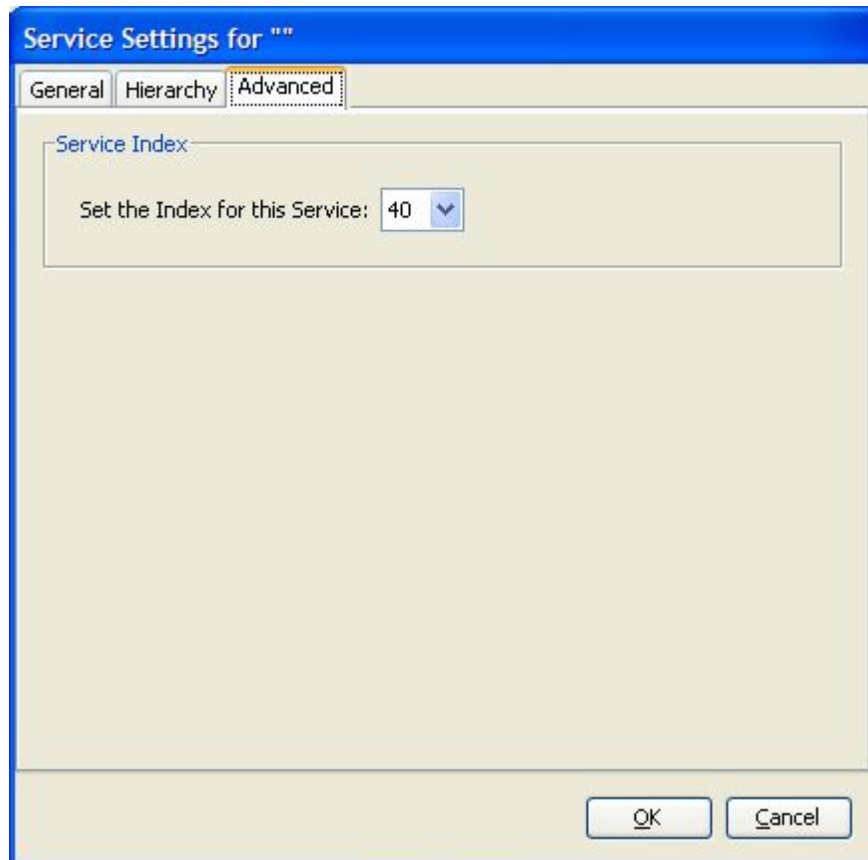 Service Settings for ""
General Hierarchy Advanced
Service Index
Set the Index for this Service: 40
OK Cancel